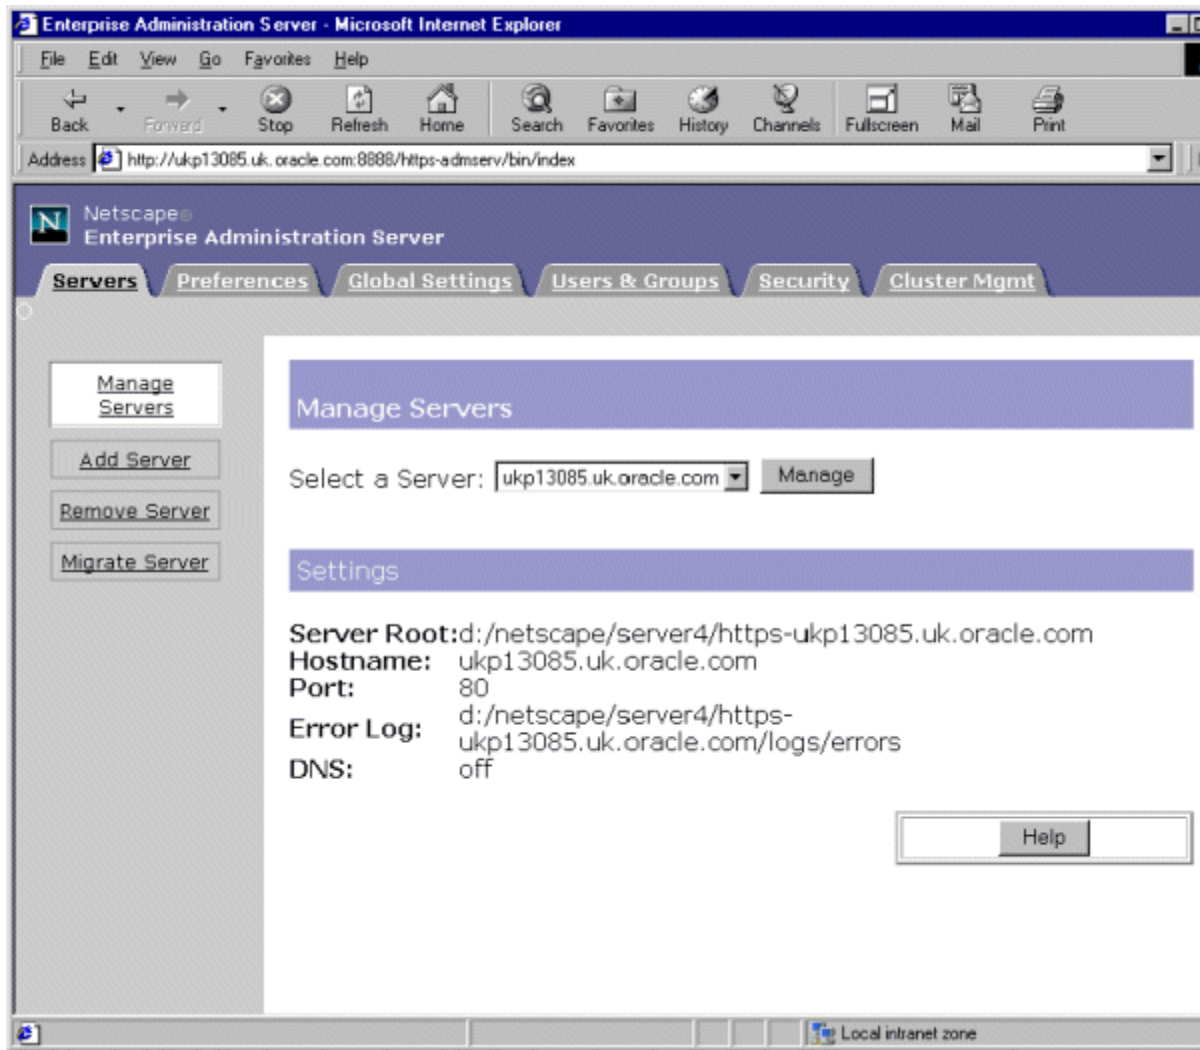 Enterprise Administration Server - Microsoft Internet Explorer
File Edit View Go Favorites Help
Back Forward Stop Refresh Home Search Favorites History Channels Fullscreen Mail Print
Address http://ukp13085.uk.oracle.com:8888/https-admserv/bin/index
N Netscape
Enterprise Administration Server
Servers Preferences Global Settings Users & Groups Security Cluster Mgmt
Manage
Servers
Add Server
Remove Server
Migrate Server
Manage Servers
Select a Server: ukp13085.uk.oracle.com Manage
Settings
Server Root:d:/netscape/server4/https-ukp13085.uk.oracle.com
Hostname: ukp13085.uk.oracle.com
Port: 80
Error Log: d:/netscape/server4/https-
ukp13085.uk.oracle.com/logs/errors
DNS: off
Help
Local intranet zone